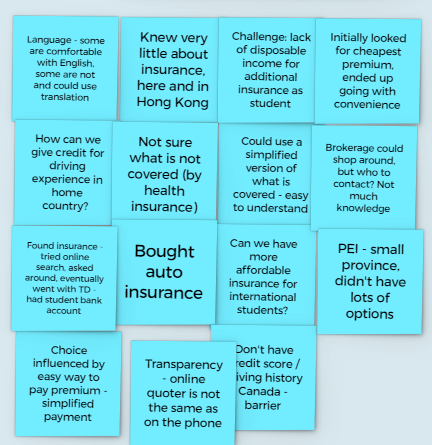 Language - some
are comfortable
with English,
some are not
and could use
translation
Knew very
little about
insurance,
here and in
Hong Kong
Challenge: lack
of disposable
income for
additional
insurance as
student
Initially looked
for cheapest
premium,
ended up
going with
convenience
How can we
give credit for
driving
experience in
home
country?
Not sure
what is not
covered (by
health
insurance)
Could use a
simplified
version of
what is
covered - easy
to understand
Brokerage could
shop around,
but who to
contact? Not
much
knowledge
Found insurance -
tried online
search, asked
around, eventually
went with TD -
had student bank
account
Bought
auto
insurance
Can we have
more
affordable
insurance for
international
students?
PEI - small
province,
didn't have
lots of
options
Choice
influenced by
easy way to
pay premium -
simplified
payment
Transparency
- online
quoter is not
the same as
on the phone
Don't have
credit score /
driving history
Canada -
barrier